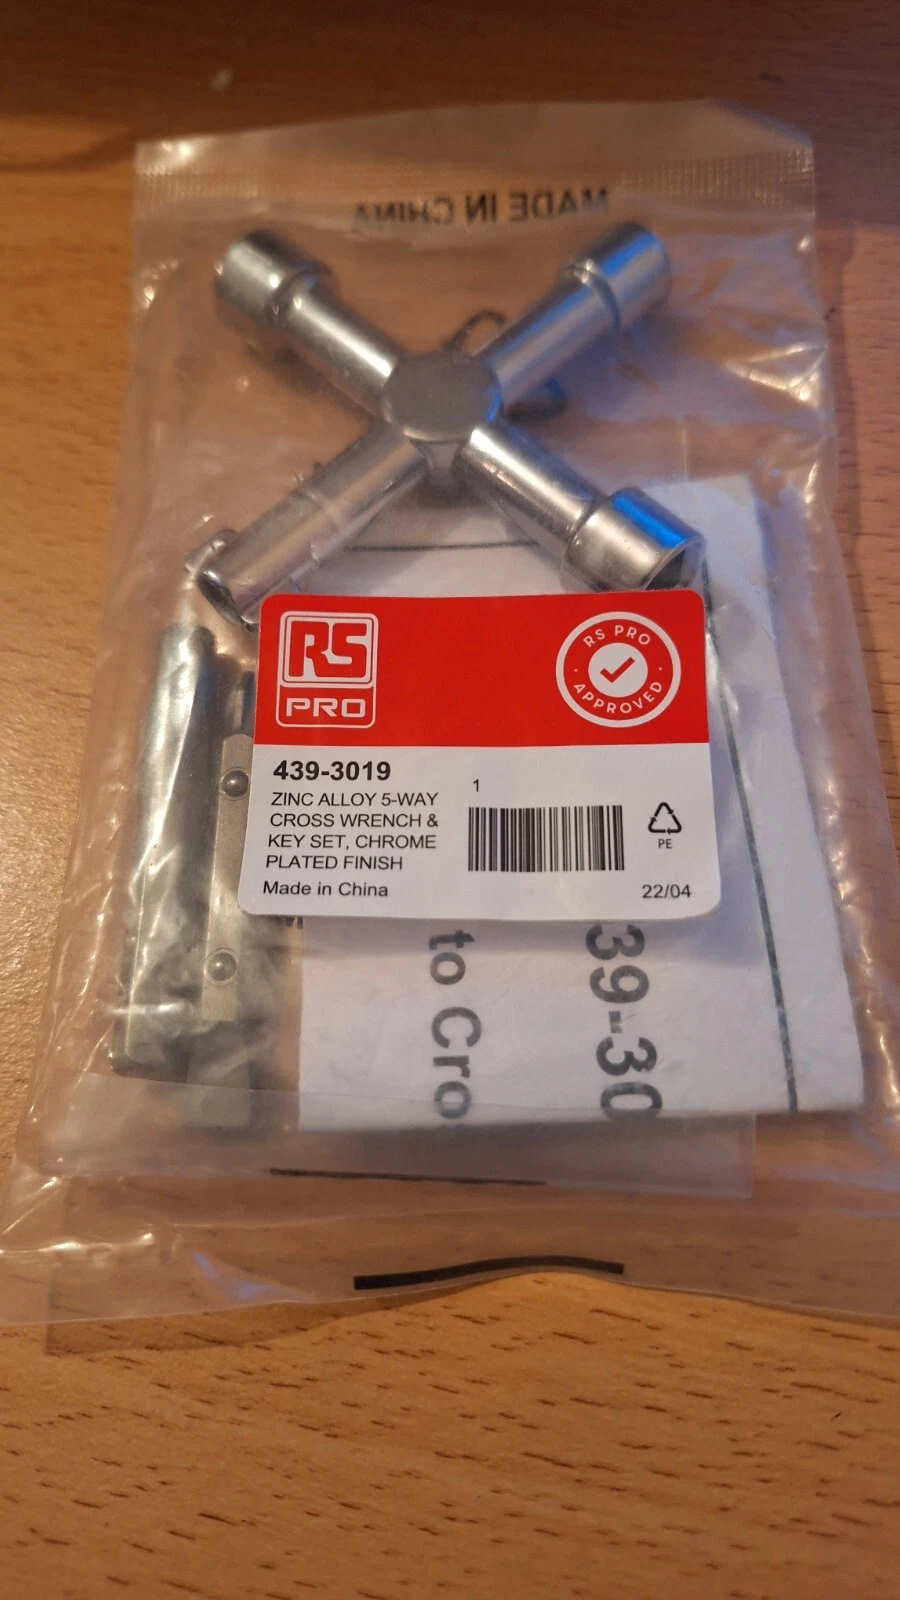 MADE IN CHINA
RS
PRO
RS PRO
APPROVED
439-3019
ZINC ALLOY 5-WAY
CROSS WRENCH &
KEY SET, CHROME
PLATED FINISH
Made in China
1
PE
22/04
39-30
to Cro